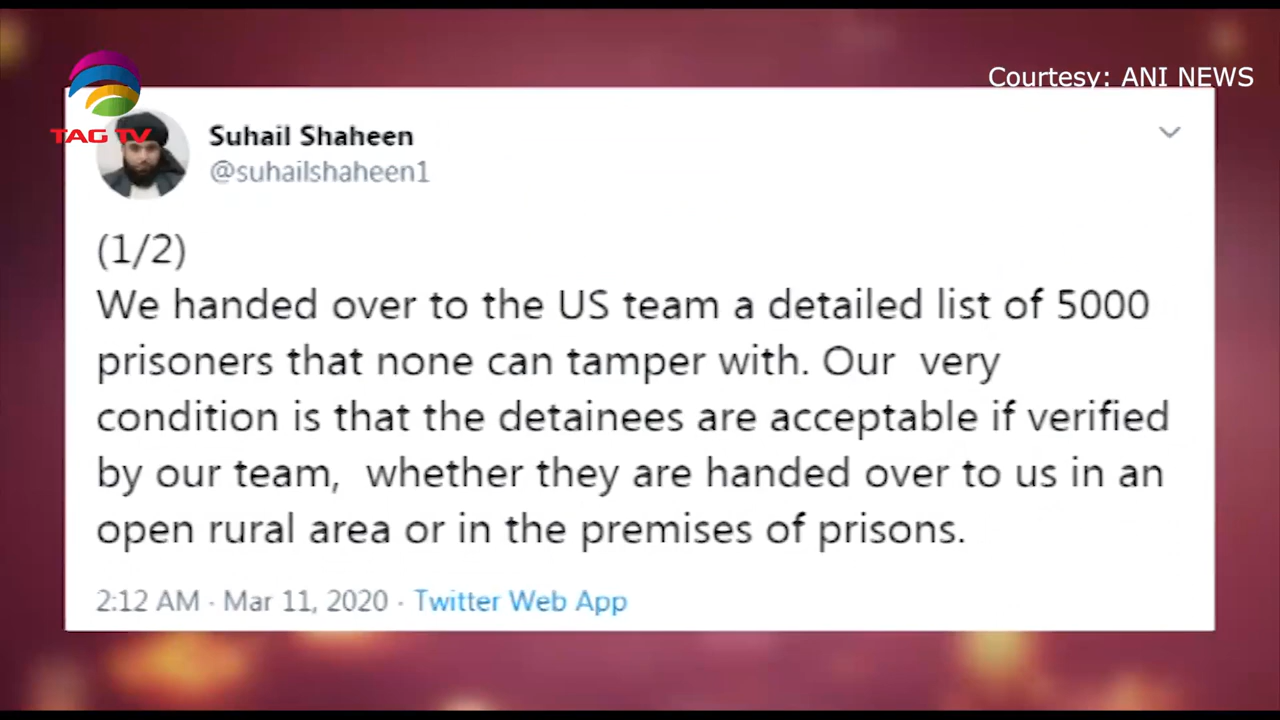 Courtesy: ANI NEWS
TAG TV
Suhail Shaheen
@suhailshaheen1
(1/2)
We handed over to the US team a detailed list of 5000
prisoners that none can tamper with. Our  very
condition is that the detainees are acceptable if verified
by our team,  whether they are handed over to us in an
open rural area or in the premises of prisons.
2:12 AM · Mar 11, 2020 · Twitter Web App